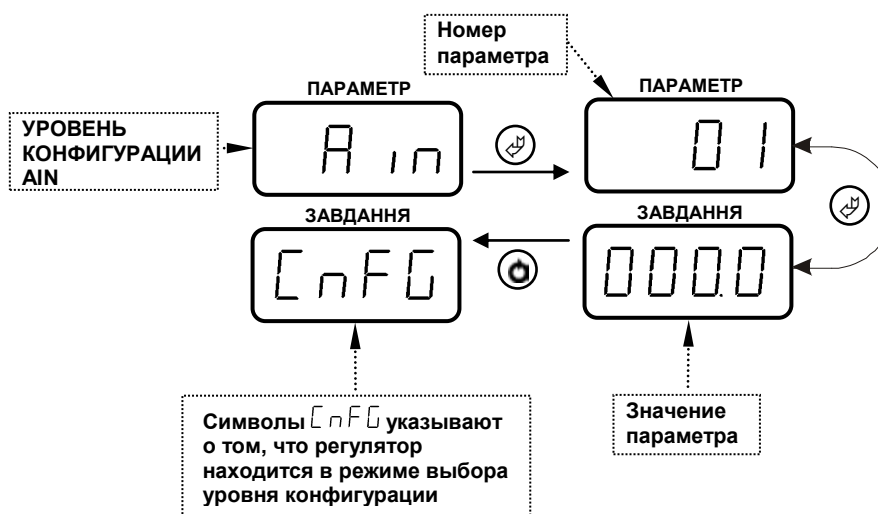 Номер
параметра
ПАРАМЕТР
ПАРАМЕТР
УРОВЕНЬ
КОНФИГУРАЦИИ
AIN
A in
01
ЗАВДАННЯ
ЗАВДАННЯ
CnFG
000.0
Символы CnFG указывают
о том, что регулятор
находится в режиме выбора
уровня конфигурации
Значение
параметра